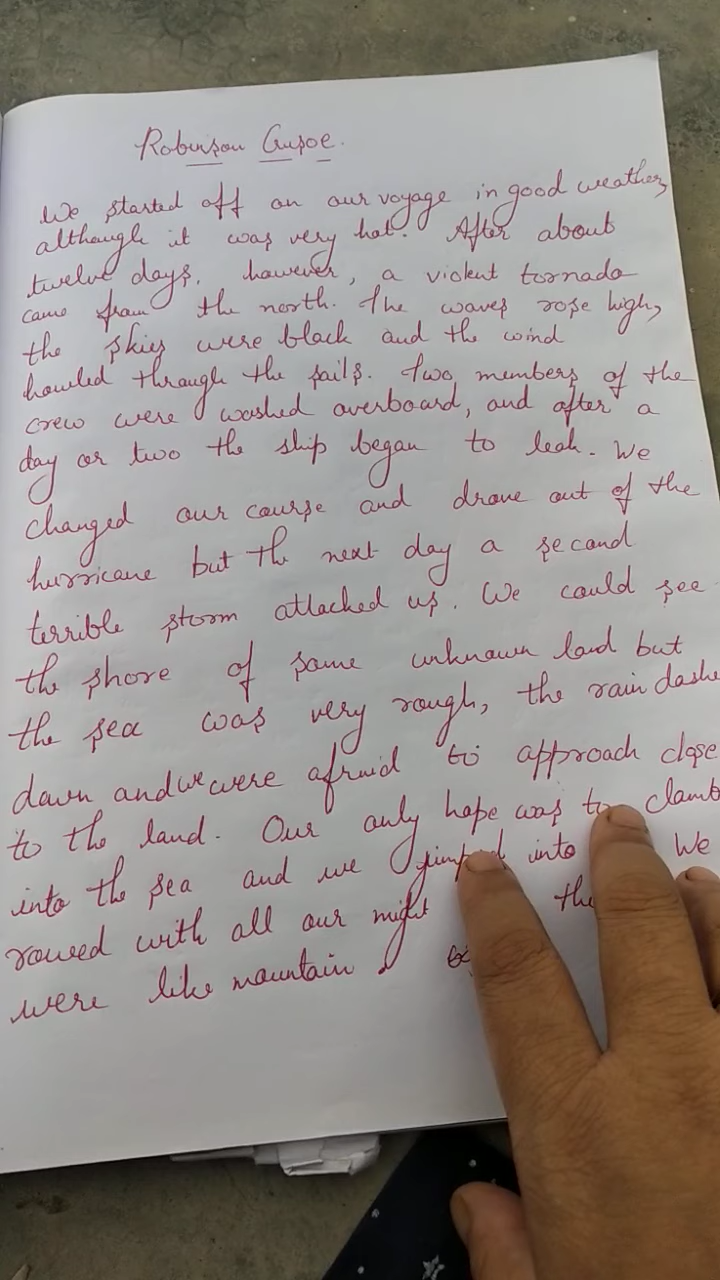 Robinson Crusoe.
We started off on our voyage in good weather,
although it was very hot. After about
twelve days, however, a violent tornado
came from the north. The waves rose high,
the skies were black and the wind
howled through the sails. Two members of the
crew were washed overboard, and after a
day or two the ship began to leak. We
changed our course and drove out of the
hurricane but the next day a second
terrible storm attacked us. We could see
the shore of some unknown land but
the sea was very rough, the rain dashe
down and we were afraid to approach close
to the land. Our only hope was to climb
into the sea and we jumped into We
rowed with all our might the
were like mountain